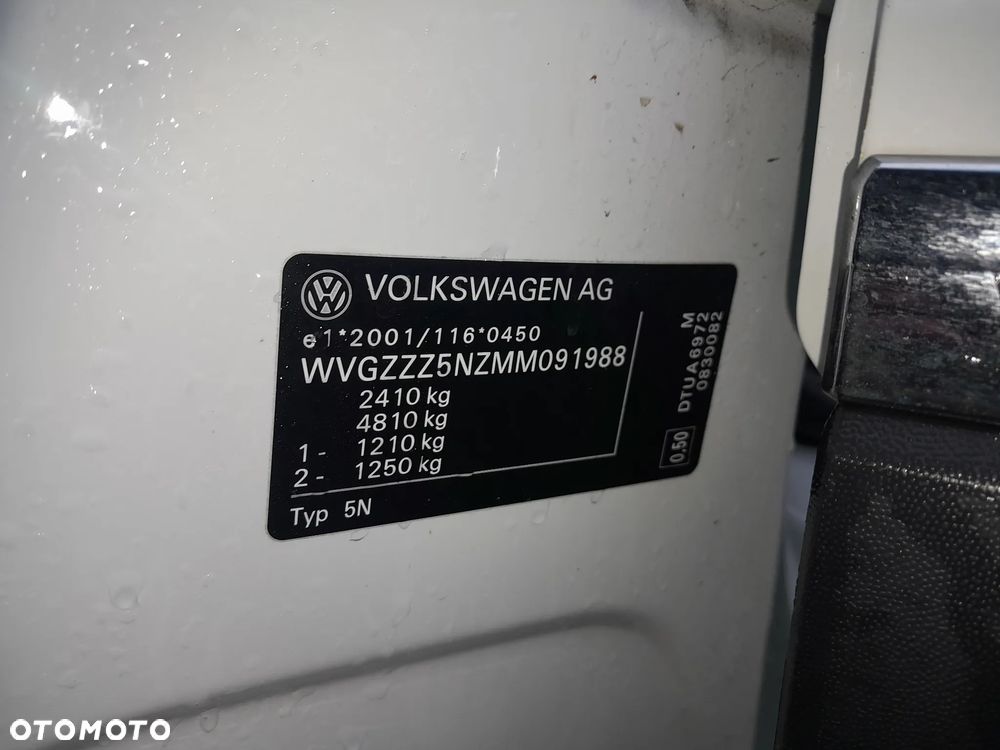 VOLKSWAGEN AG
e1*2001/116*0450
WVGZZZ5NZMM091988
2410 kg
4810 kg
1 - 1210 kg
2 - 1250 kg
Typ 5N
0.50
DTUA6972 M
0830082
OTOMOTO